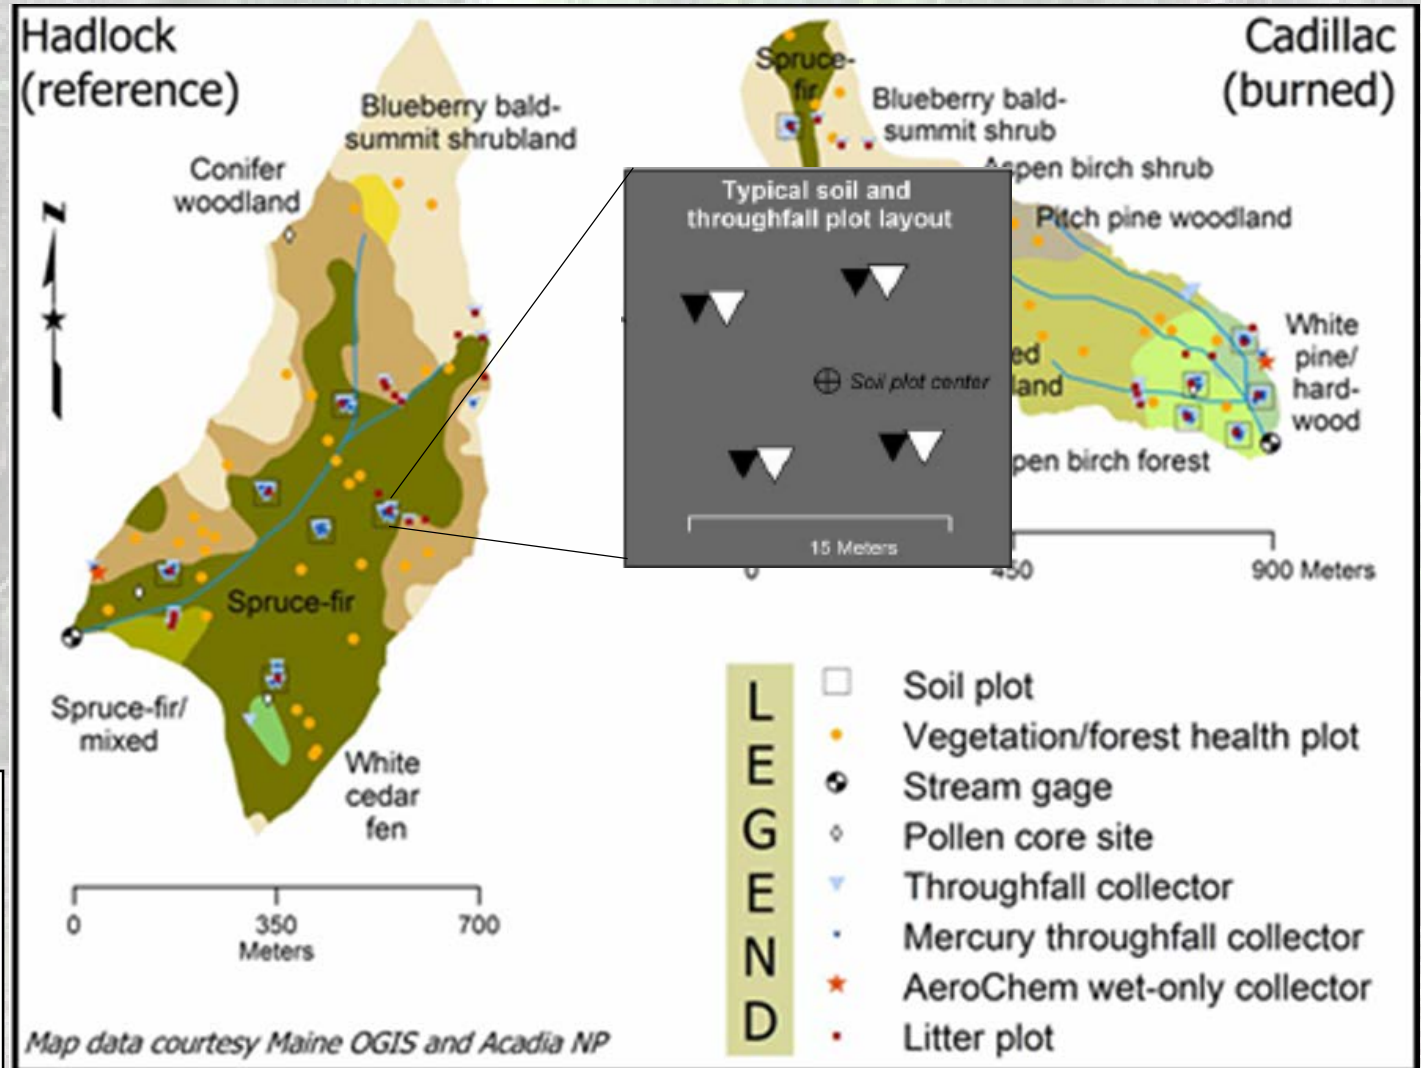 Hadlock
(reference)
Cadillac
(burned)
Blueberry bald-
summit shrubland
Conifer
woodland
N
Spruce-fir
Spruce-fir/
mixed
White
cedar
fen
0
350
700
Meters
Map data courtesy Maine OGIS and Acadia NP
Spruce-
fir
Blueberry bald-
summit shrub
spen birch shrub
Pitch pine woodland
White
pine/
hard-
wood
ed
land
pen birch forest
0
450
900 Meters
Typical soil and
throughfall plot layout
Soil plot center
15 Meters
LEGEND
Soil plot
Vegetation/forest health plot
Stream gage
Pollen core site
Throughfall collector
Mercury throughfall collector
AeroChem wet-only collector
Litter plot